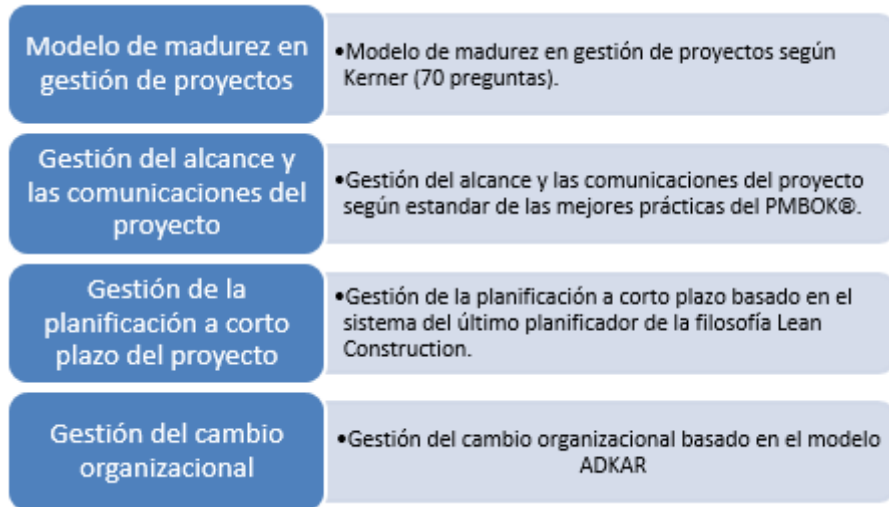 Modelo de madurez en
gestión de proyectos
•Modelo de madurez en gestión de proyectos según
Kerner (70 preguntas).
Gestión del alcance y
las comunicaciones del
proyecto
•Gestión del alcance y las comunicaciones del proyecto
según estandar de las mejores prácticas del PMBOK®.
Gestión de la
planificación a corto
plazo del proyecto
•Gestión de la planificación a corto plazo basado en el
sistema del último planificador de la filosofía Lean
Construction.
Gestión del cambio
organizacional
•Gestión del cambio organizacional basado en el modelo
ADKAR